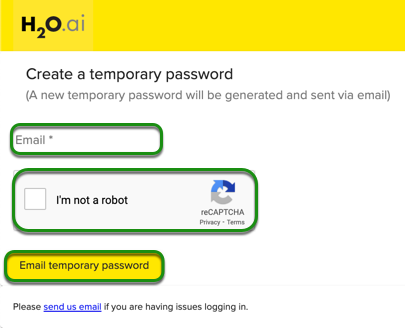 H2O.ai
Create a temporary password
(A new temporary password will be generated and sent via email)
Email *
I'm not a robot
reCAPTCHA
Privacy - Terms
Email temporary password
Please send us email if you are having issues logging in.